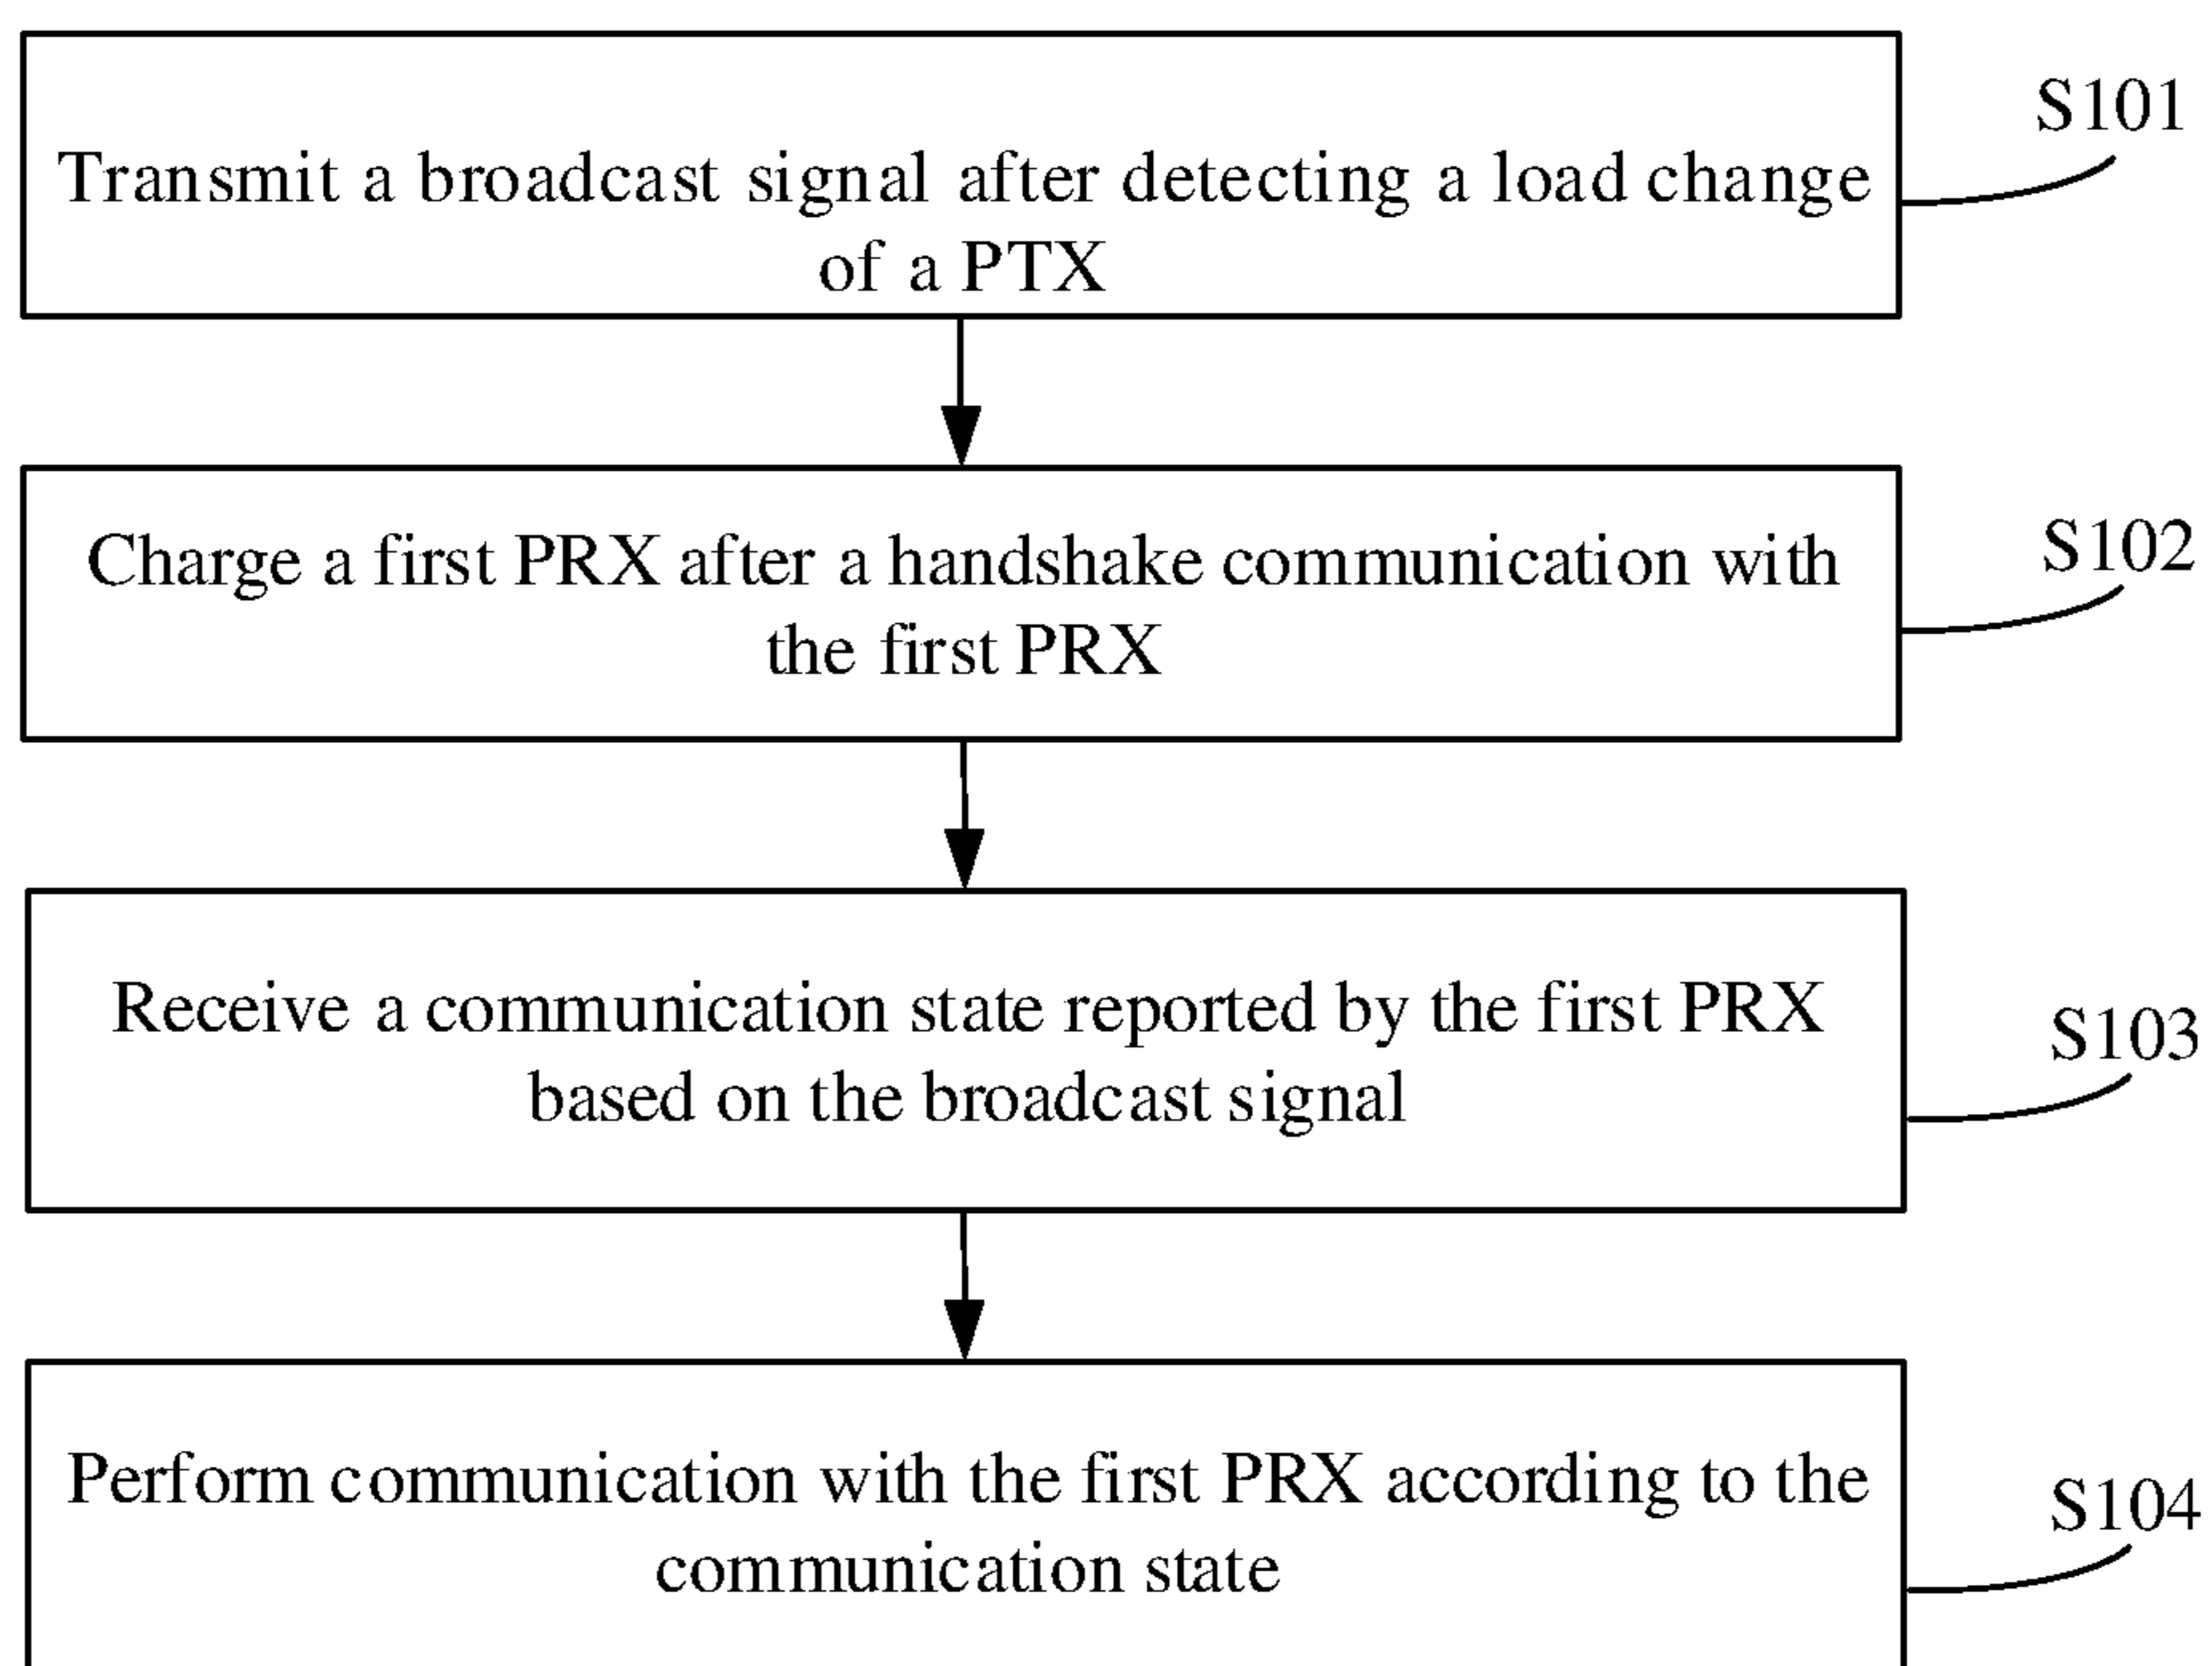 Transmit a broadcast signal after detecting a load change
of a PTX
S101
Charge a first PRX after a handshake communication with
the first PRX
S102
Receive a communication state reported by the first PRX
based on the broadcast signal
S103
Perform communication with the first PRX according to the
communication state
S104